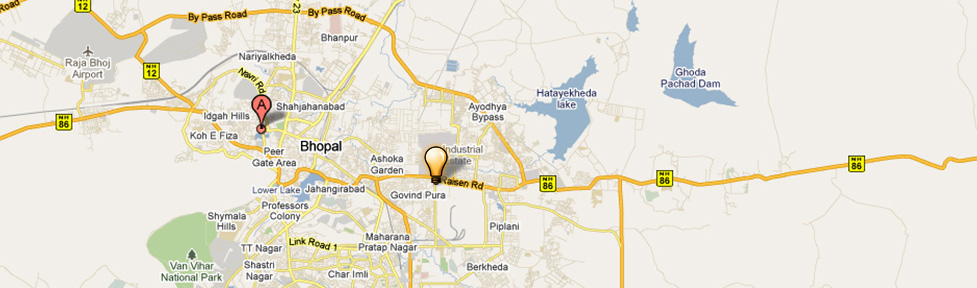 Road
NH
12
By Pass Road
NH
23
By Pass Road
Bhanpur
Raja Bhoj
Airport
Nariyalkheda
NH
12
Navri Rd
A
Idgah Hills
Shahjahanabad
NH
86
Koh E Fiza
Peer
Gate Area
Bhopal
Ayodhya
Bypass
Hatayekheda
lake
Ghoda
Pachad Dam
Ashoka
Garden
Industrial
Estate
Raisen Rd
Govind Pura
NH
86
NH
86
NH
86
Lower Lake
Jahangirabad
Professors
Colony
Shymala
Hills
Piplani
Link Road 1
Maharana
Pratap Nagar
TT Nagar
Van Vihar
National Park
Shastri
Nagar
Char Imli
Berkheda